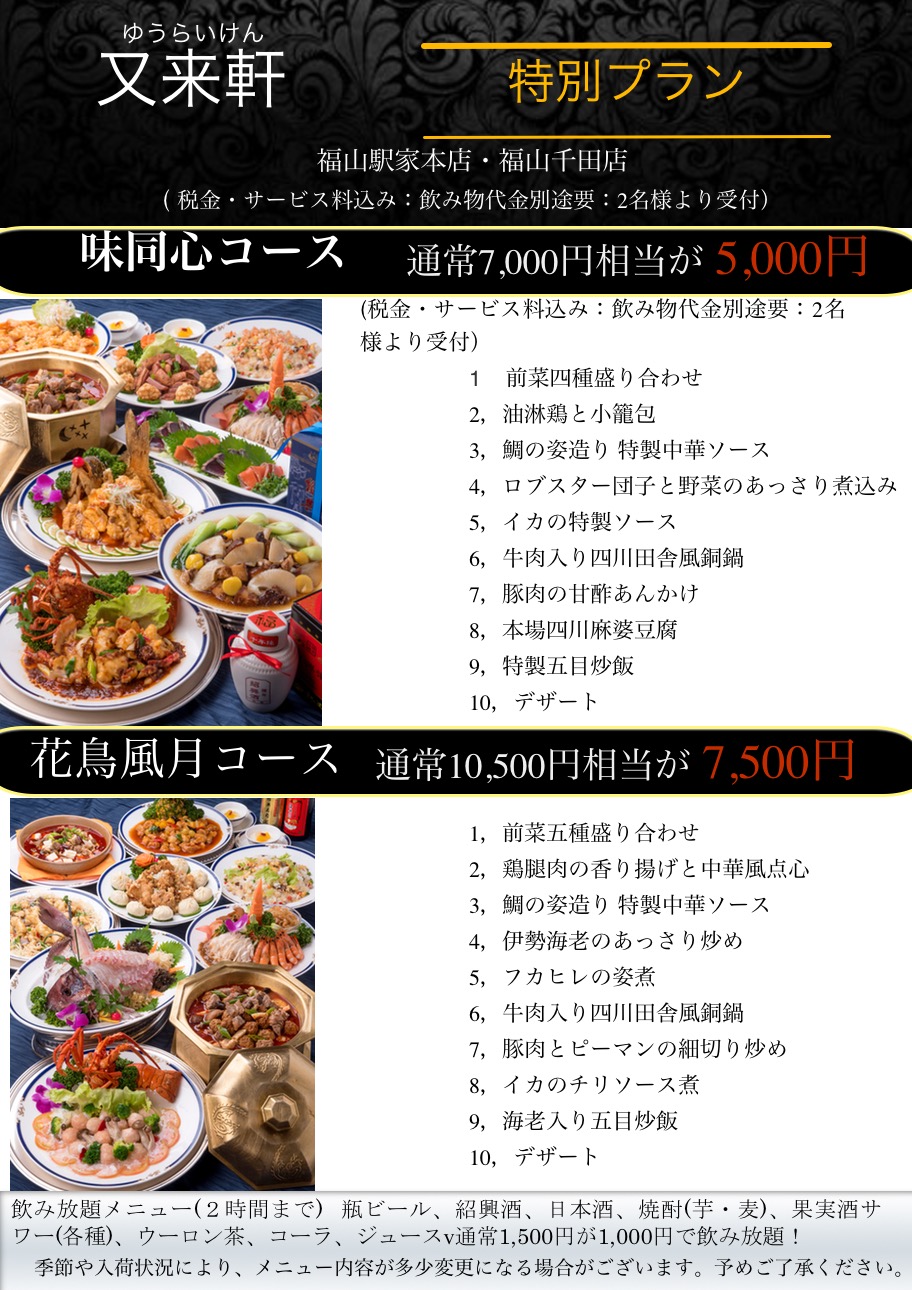 ゆうらいけん
又来軒
特別プラン
福山駅家本店・福山千田店
( 税金・サービス料込み：飲み物代金別途要：2名様より受付)
味同心コース 通常7,000円相当が 5,000円
(税金・サービス料込み：飲み物代金別途要：2名
様より受付)
1 前菜四種盛り合わせ
2, 油淋鶏と小籠包
3, 鯛の姿造り 特製中華ソース
4, ロブスター団子と野菜のあっさり煮込み
5, イカの特製ソース
6, 牛肉入り四川田舎風銅鍋
7, 豚肉の甘酢あんかけ
8, 本場四川麻婆豆腐
9, 特製五目炒飯
10, デザート
花鳥風月コース 通常10,500円相当が 7,500円
1, 前菜五種盛り合わせ
2, 鶏腿肉の香り揚げと中華風点心
3, 鯛の姿造り 特製中華ソース
4, 伊勢海老のあっさり炒め
5, フカヒレの姿煮
6, 牛肉入り四川田舎風銅鍋
7, 豚肉とピーマンの細切り炒め
8, イカのチリソース煮
9, 海老入り五目炒飯
10, デザート
飲み放題メニュー(２時間まで) 瓶ビール、紹興酒、日本酒、焼酎(芋・麦)、果実酒サ
ワー(各種)、ウーロン茶、コーラ、ジュースv通常1,500円が1,000円で飲み放題！
季節や入荷状況により、メニュー内容が多少変更になる場合がございます。予めご了承ください。